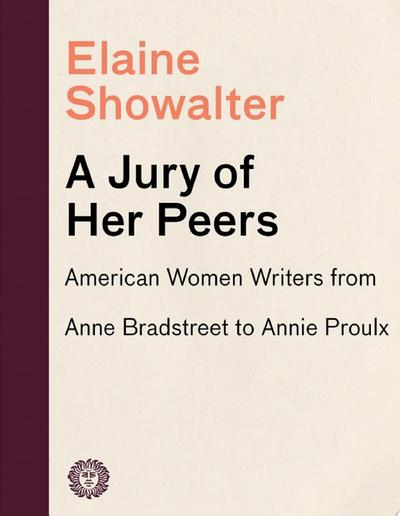 Elaine
Showalter
A Jury of
Her Peers
American Women Writers from
Anne Bradstreet to Annie Proulx